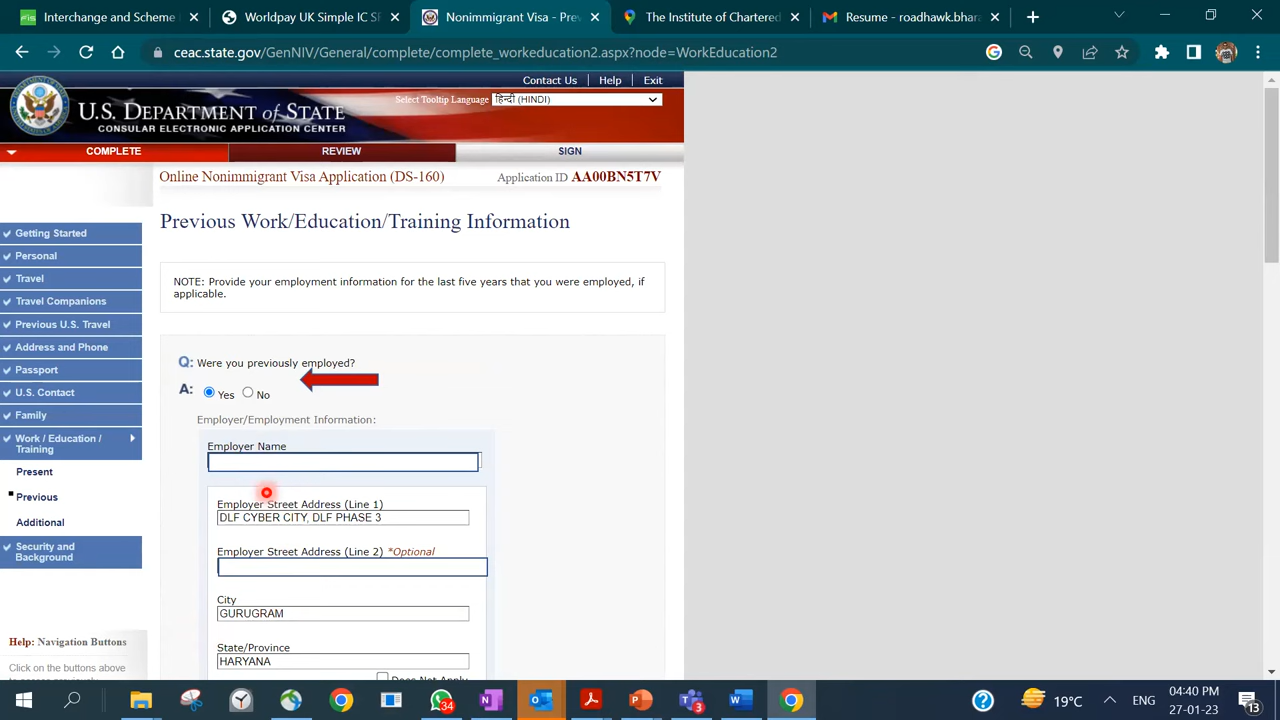 Interchange and Scheme
Worldpay UK Simple IC
Nonimmigrant Visa - Prev
The Institute of Chartered
Resume - roadhawk.bhara
ceac.state.gov/GenNIV/General/complete/complete_workeducation2.aspx?node=WorkEducation2
Contact Us Help Exit
Select Tooltip Language हिन्दी (HINDI)
U.S. DEPARTMENT of STATE
CONSULAR ELECTRONIC APPLICATION CENTER
COMPLETE REVIEW SIGN
Online Nonimmigrant Visa Application (DS-160) Application ID AA00BN5T7V
Previous Work/Education/Training Information
Getting Started
Personal
Travel
Travel Companions
Previous U.S. Travel
Address and Phone
Passport
U.S. Contact
Family
Work / Education /
Training
Present
Previous
Additional
Security and
Background
Help: Navigation Buttons
Click on the buttons above
NOTE: Provide your employment information for the last five years that you were employed, if
applicable.
Q: Were you previously employed?
A: Yes No
Employer/Employment Information:
Employer Name
Employer Street Address (Line 1)
DLF CYBER CITY, DLF PHASE 3
Employer Street Address (Line 2) *Optional
City
GURUGRAM
State/Province
HARYANA
Does Not Apply
34
3
19°C
ENG
04:40 PM
27-01-23
13